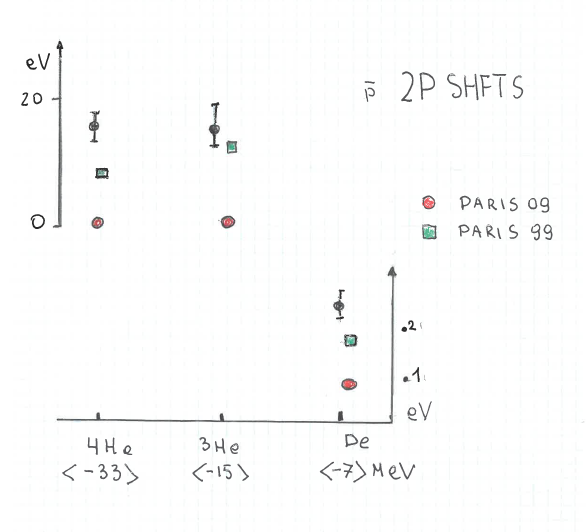 eV
20
p̄ 2P SHFTS
0
PARIS 09
PARIS 99
.2
.1
eV
4He 3He De
<-33> <-15> <-7> MeV